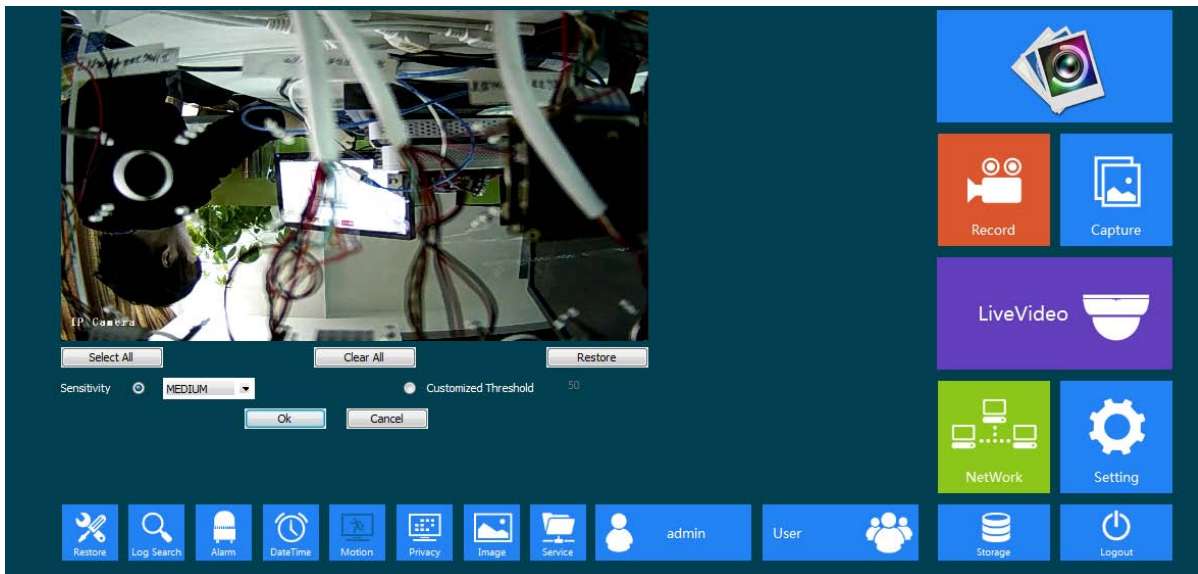 IP Camera
Select All
Clear All
Restore
Sensitivity
MEDIUM
Customized Threshold
50
Ok
Cancel
Record
Capture
LiveVideo
NetWork
Setting
Restore
Log Search
Alarm
DateTime
Motion
Privacy
Image
Service
admin
User
Storage
Logout